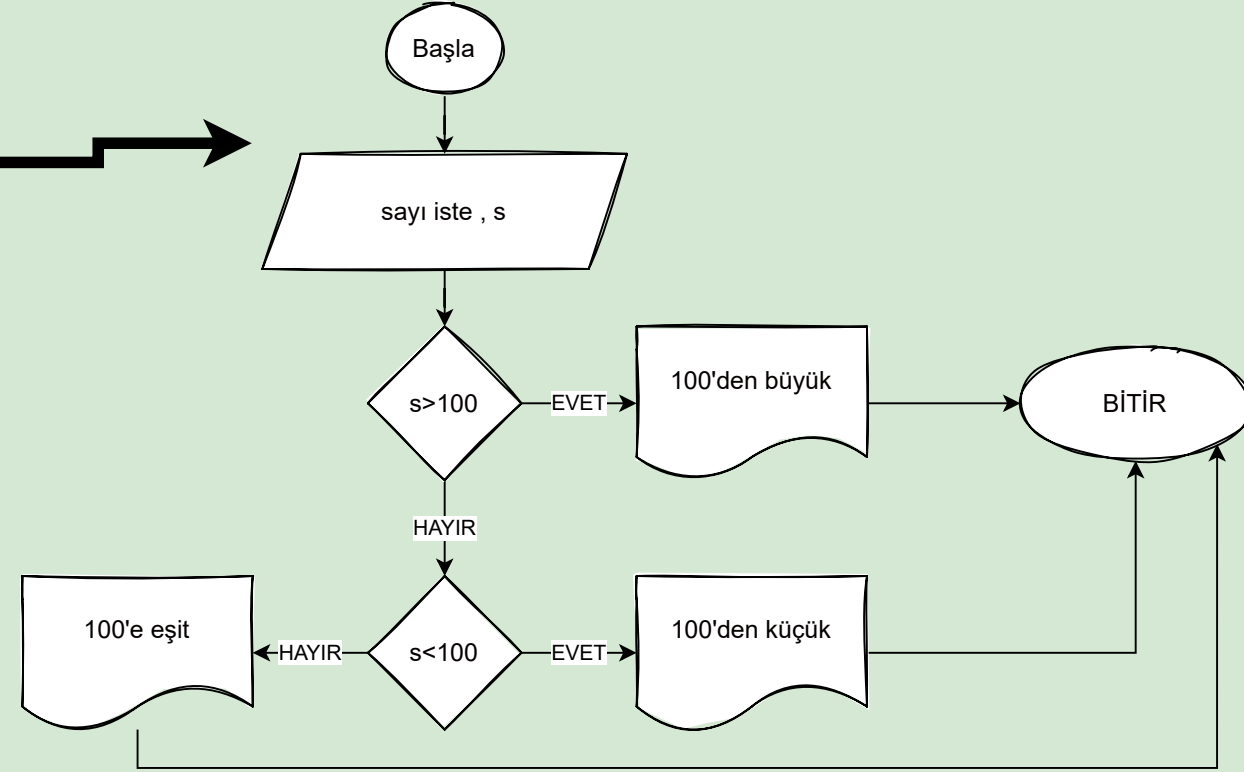 Başla
sayı iste , s
s>100
EVET
100'den büyük
BİTİR
HAYIR
100'e eşit
HAYIR
s<100
EVET
100'den küçük